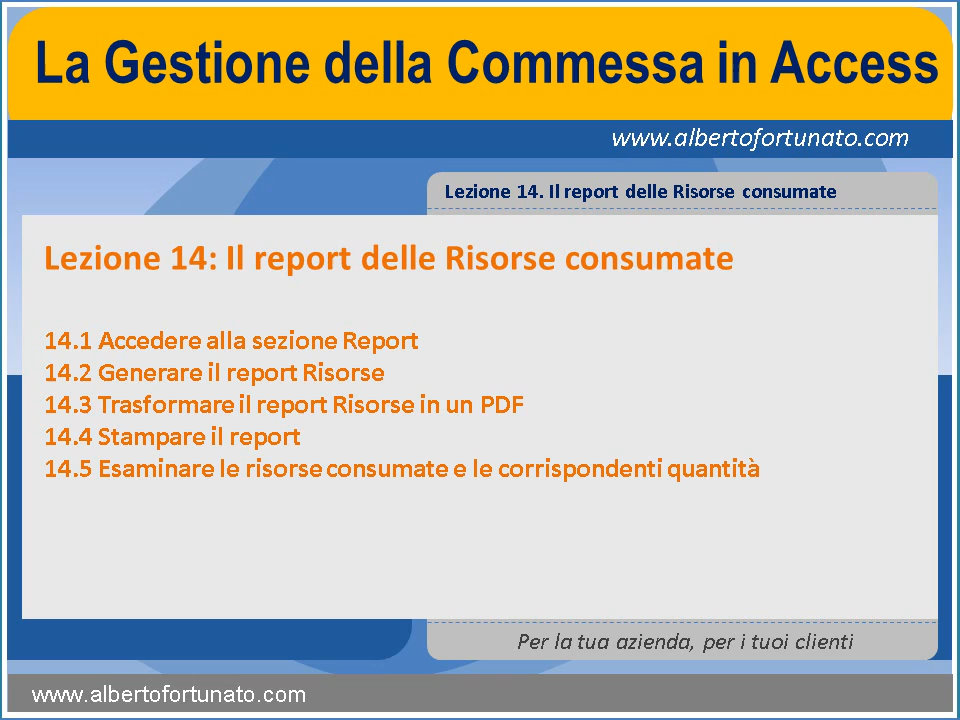 La Gestione della Commessa in Access
www.albertofortunato.com
Lezione 14. Il report delle Risorse consumate
Lezione 14: Il report delle Risorse consumate
14.1 Accedere alla sezione Report
14.2 Generare il report Risorse
14.3 Trasformare il report Risorse in un PDF
14.4 Stampare il report
14.5 Esaminare le risorse consumate e le corrispondenti quantità
Per la tua azienda, per i tuoi clienti
www.albertofortunato.com